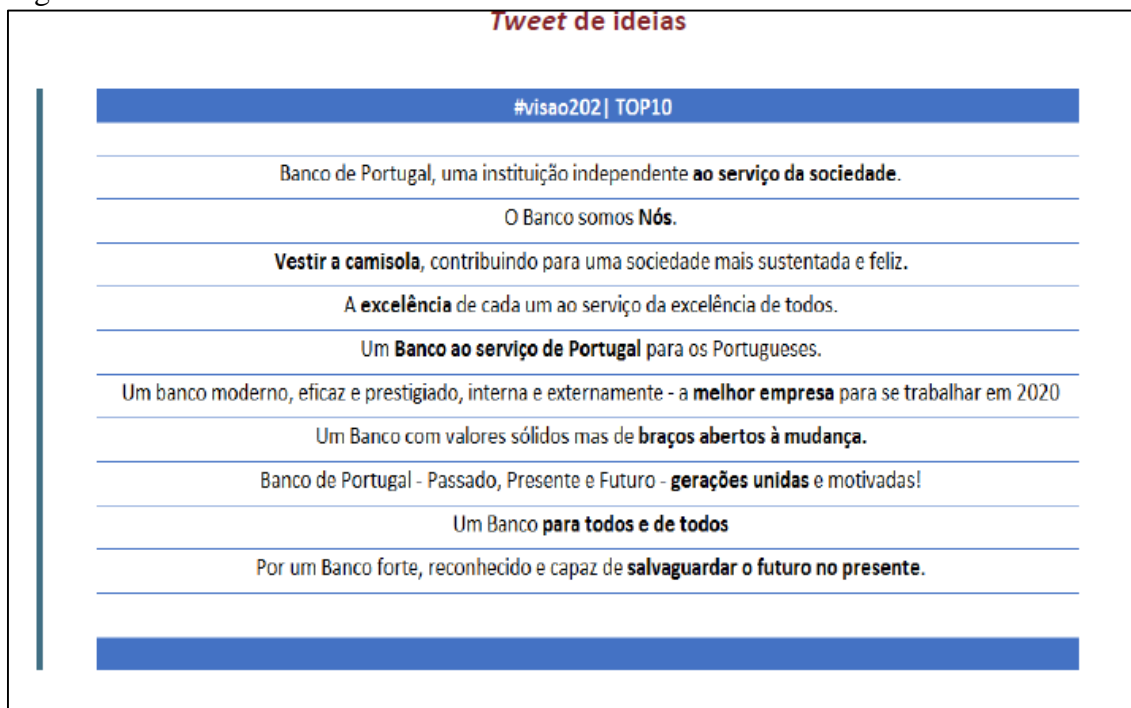 Tweet de ideias
#visao202| TOP10
Banco de Portugal, uma instituição independente ao serviço da sociedade.
O Banco somos Nós.
Vestir a camisola, contribuindo para uma sociedade mais sustentada e feliz.
A excelência de cada um ao serviço da excelência de todos.
Um Banco ao serviço de Portugal para os Portugueses.
Um banco moderno, eficaz e prestigiado, interna e externamente - a melhor empresa para se trabalhar em 2020
Um Banco com valores sólidos mas de braços abertos à mudança.
Banco de Portugal - Passado, Presente e Futuro - gerações unidas e motivadas!
Um Banco para todos e de todos
Por um Banco forte, reconhecido e capaz de salvaguardar o futuro no presente.